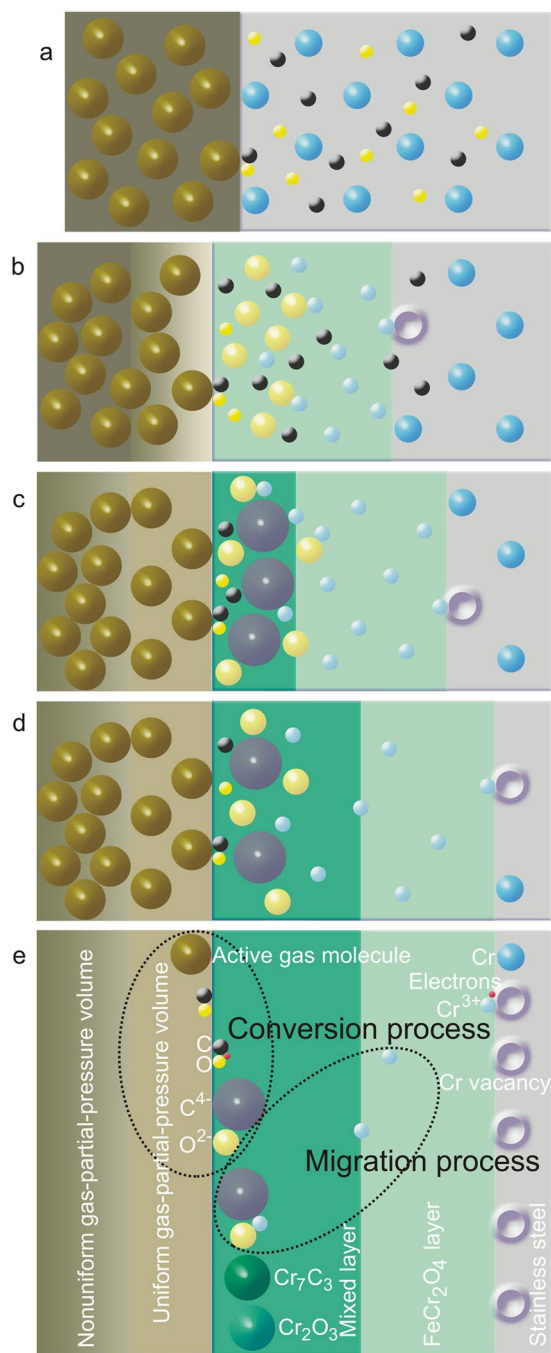 a
b
c
d
e
Active gas molecule
Cr
Electrons
Cr³⁺
Conversion process
C
O
Cr vacancy
C⁴⁻
O²⁻
Migration process
Cr₇C₃
Cr₂O₃
Nonuniform gas-partial-pressure volume
Uniform gas-partial-pressure volume
Mixed layer
FeCr₂O₄ layer
Stainless steel